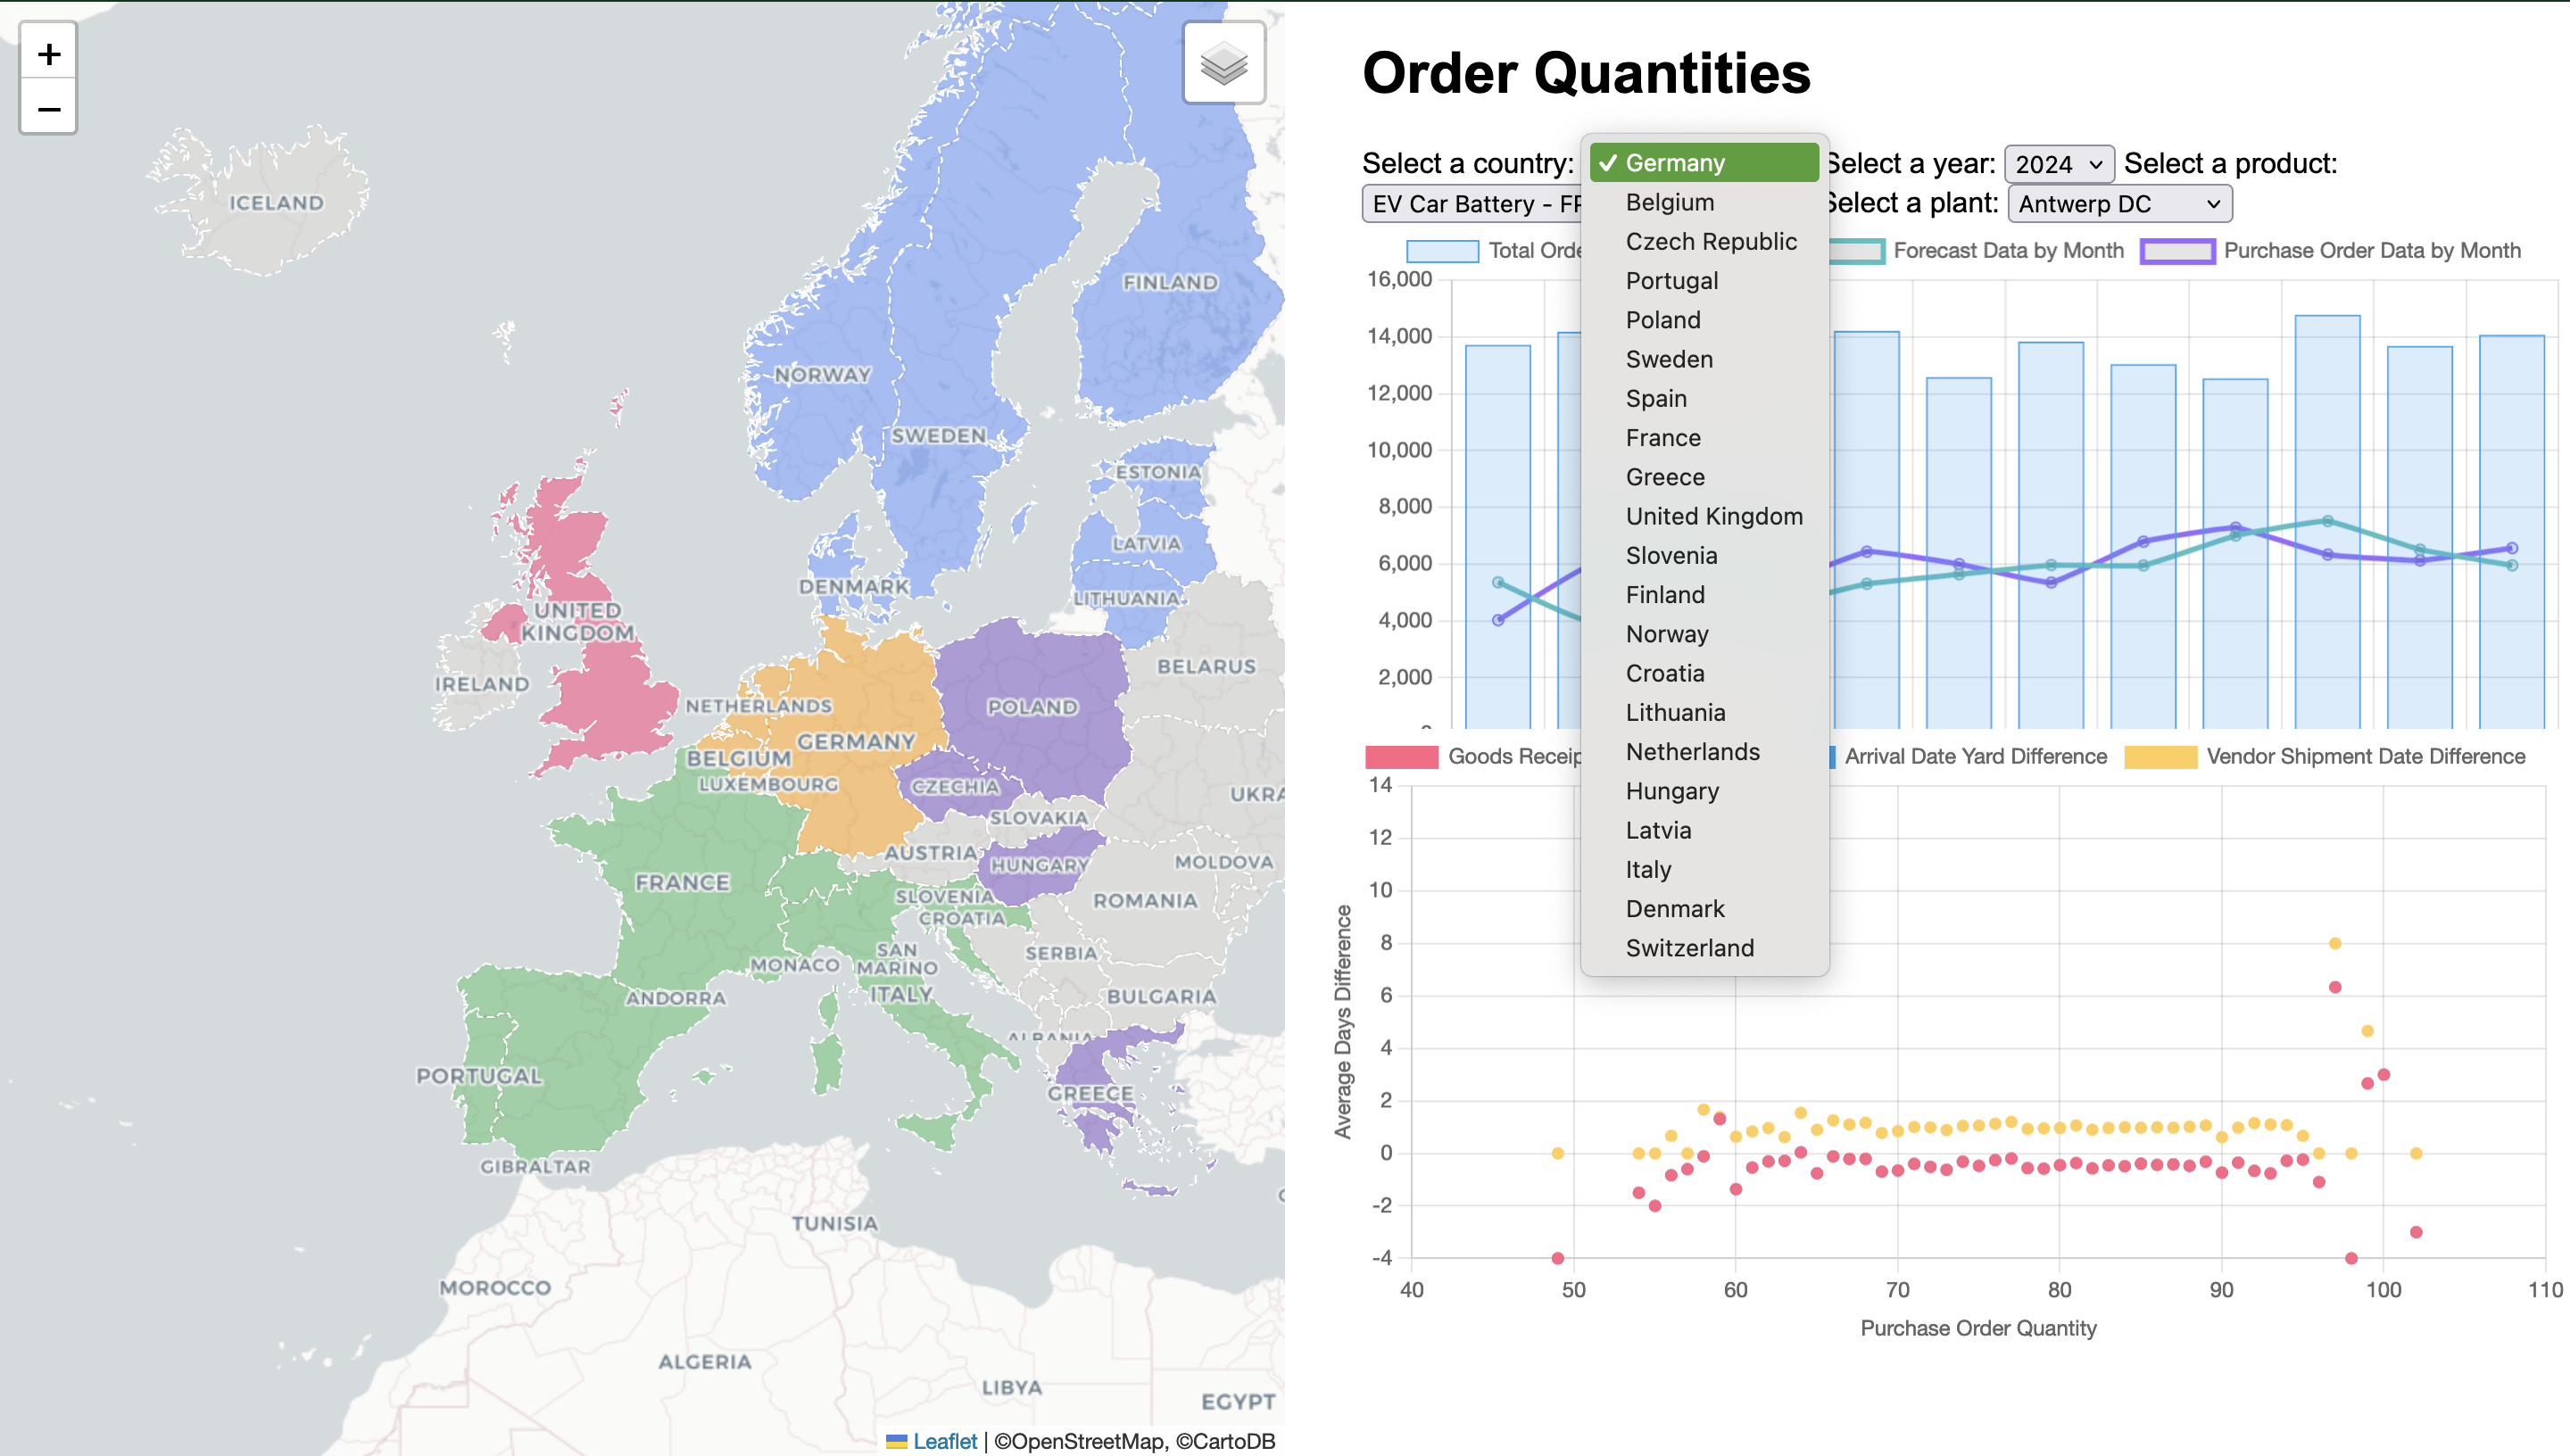 +
−
ICELAND
FINLAND
NORWAY
SWEDEN
ESTONIA
LATVIA
DENMARK
LITHUANIA
UNITED
KINGDOM
IRELAND
BELARUS
NETHERLANDS
POLAND
GERMANY
BELGIUM
LUXEMBOURG
CZECHIA
UKRA
SLOVAKIA
AUSTRIA
HUNGARY
MOLDOVA
FRANCE
SLOVENIA
ROMANIA
CROATIA
SAN
MARINO
SERBIA
MONACO
ITALY
ANDORRA
BULGARIA
ALBANIA
PORTUGAL
GREECE
GIBRALTAR
TUNISIA
MOROCCO
ALGERIA
LIBYA
EGYPT
Leaflet | ©OpenStreetMap, ©CartoDB
Order Quantities
Select a country:
Select a year: 2024 Select a product:
EV Car Battery - FR
Select a plant: Antwerp DC
Germany
Belgium
Czech Republic
Portugal
Poland
Sweden
Spain
France
Greece
United Kingdom
Slovenia
Finland
Norway
Croatia
Lithuania
Netherlands
Hungary
Latvia
Italy
Denmark
Switzerland
Total Orde
Forecast Data by Month
Purchase Order Data by Month
16,000
14,000
12,000
10,000
8,000
6,000
4,000
2,000
Goods Receip
Arrival Date Yard Difference
Vendor Shipment Date Difference
14
12
10
8
6
4
2
0
-2
-4
Average Days Difference
40 50 60 70 80 90 100 110
Purchase Order Quantity